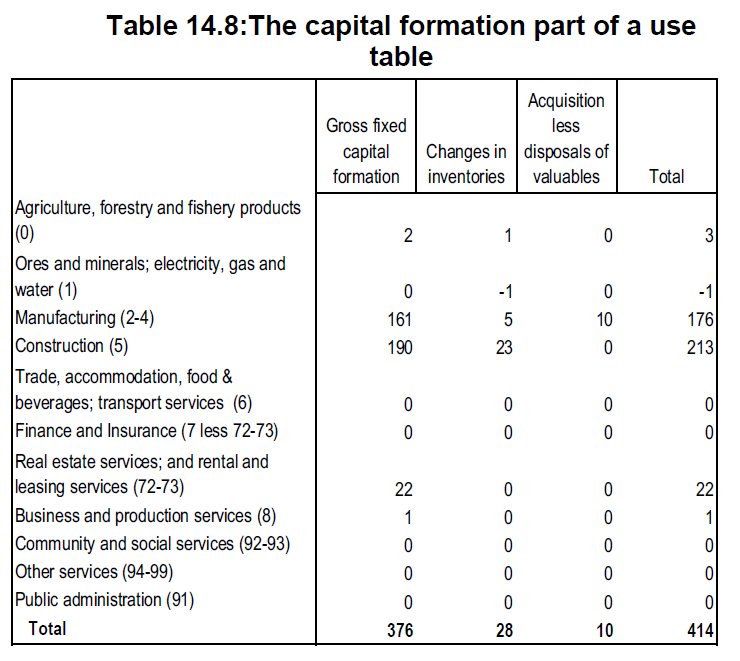 Table 14.8:The capital formation part of a use
table
Gross fixed
capital
formation
Changes in
inventories
Acquisition
less
disposals of
valuables
Total
Agriculture, forestry and fishery products
(0) 2 1 0 3
Ores and minerals; electricity, gas and
water (1) 0 -1 0 -1
Manufacturing (2-4) 161 5 10 176
Construction (5) 190 23 0 213
Trade, accommodation, food &
beverages; transport services (6) 0 0 0 0
Finance and Insurance (7 less 72-73) 0 0 0 0
Real estate services; and rental and
leasing services (72-73) 22 0 0 22
Business and production services (8) 1 0 0 1
Community and social services (92-93) 0 0 0 0
Other services (94-99) 0 0 0 0
Public administration (91) 0 0 0 0
Total 376 28 10 414